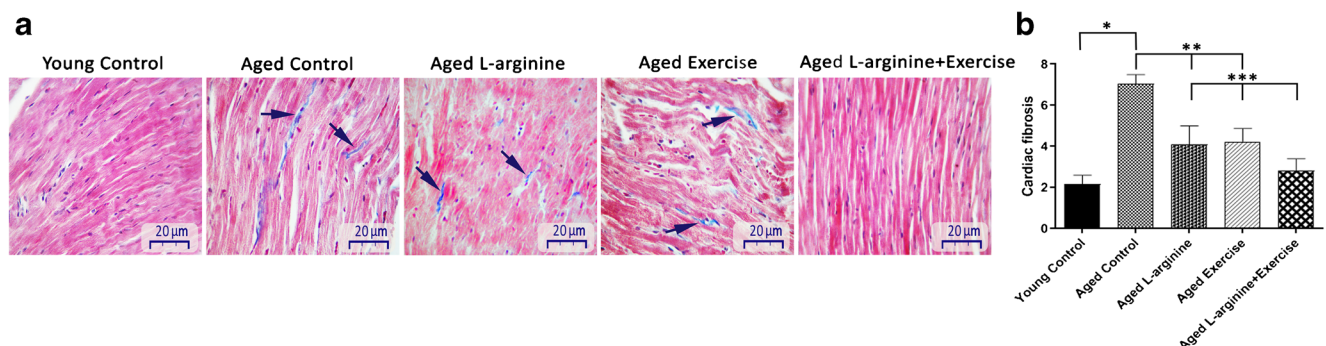 a
Young Control
Aged Control
Aged L-arginine
Aged Exercise
Aged L-arginine+Exercise
20 µm
20 µm
20 µm
20 µm
20 µm
b
*
**
***
Cardiac fibrosis
8
6
4
2
0
Young Control
Aged Control
Aged L-arginine
Aged Exercise
Aged L-arginine+Exercise